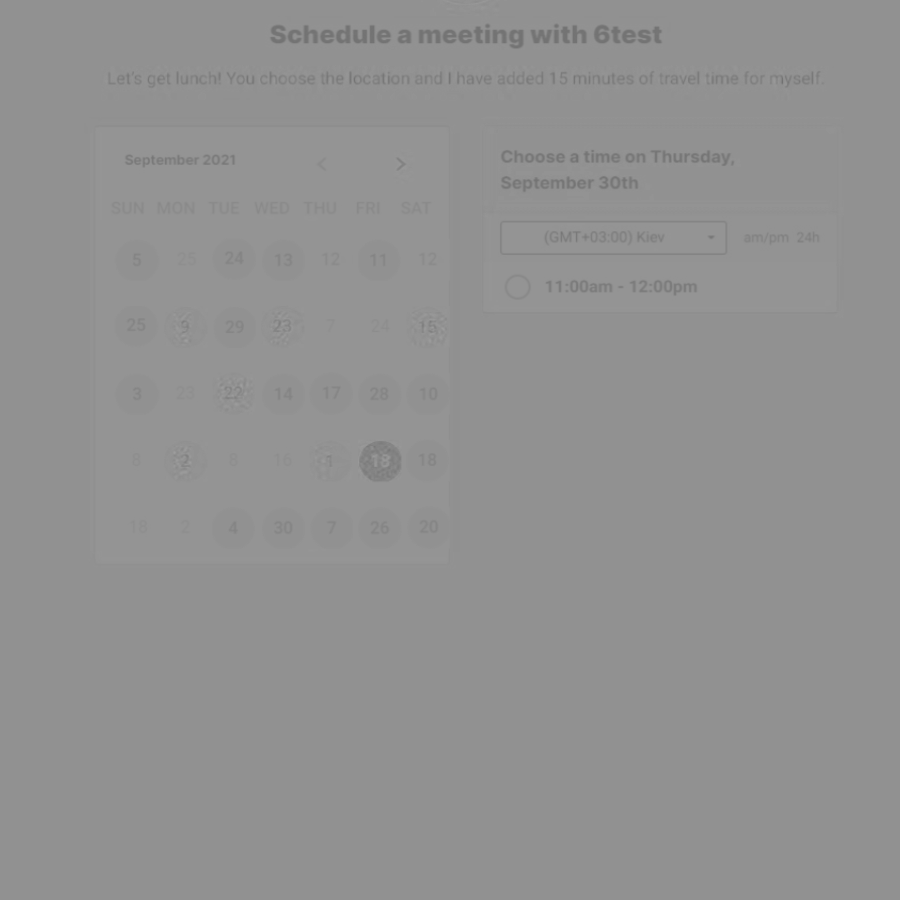 Schedule a meeting with 6test
Let's get lunch! You choose the location and I have added 15 minutes of travel time for myself.
September 2021
SUN MON TUE WED THU FRI SAT
5 26 24 13 12 11 12
25 9 29 23 7 24 15
3 23 22 14 17 28 10
6 2 8 16 1 18 18
18 2 4 30 7 26 20
Choose a time on Thursday,
September 30th
(GMT+03:00) Kiev am/pm 24h
11:00am - 12:00pm